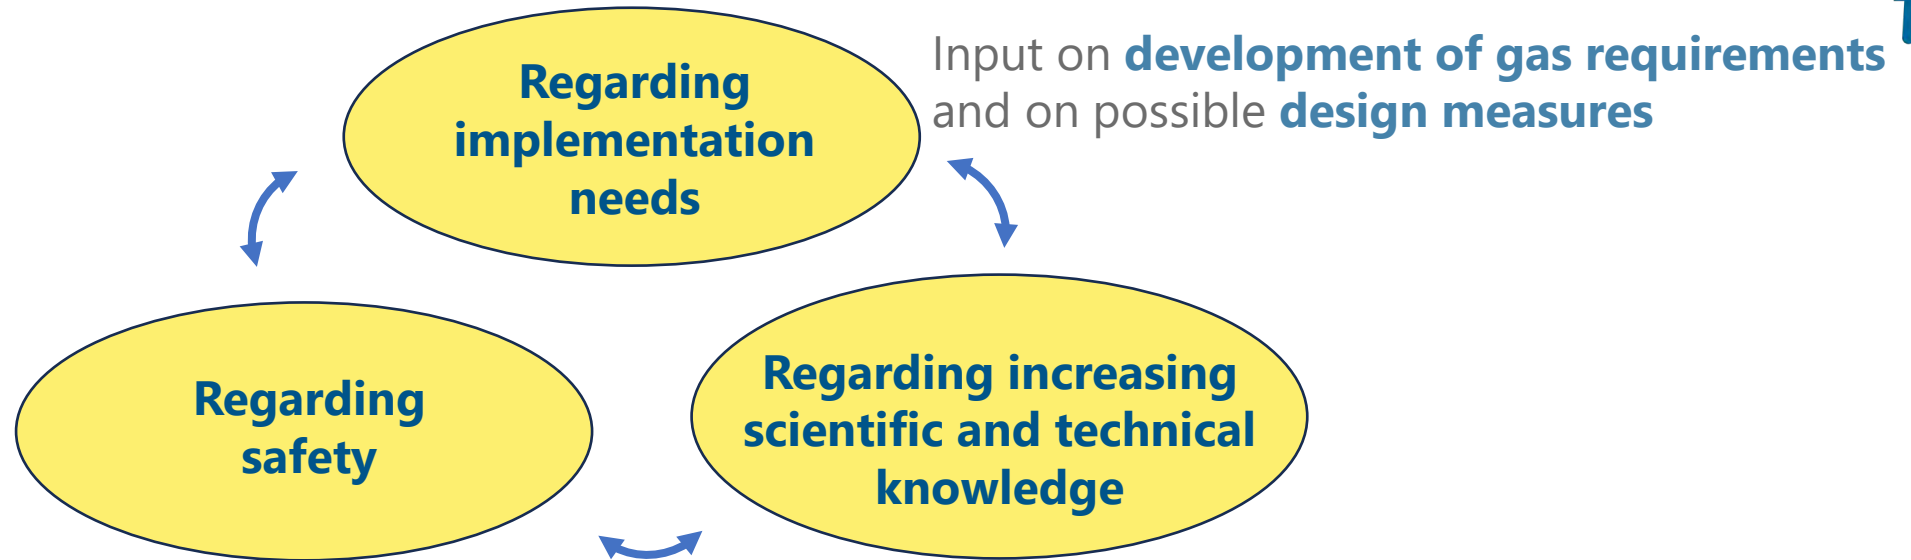 Regarding
implementation
needs
Input on development of gas requirements
and on possible design measures
Regarding
safety
Regarding increasing
scientific and technical
knowledge